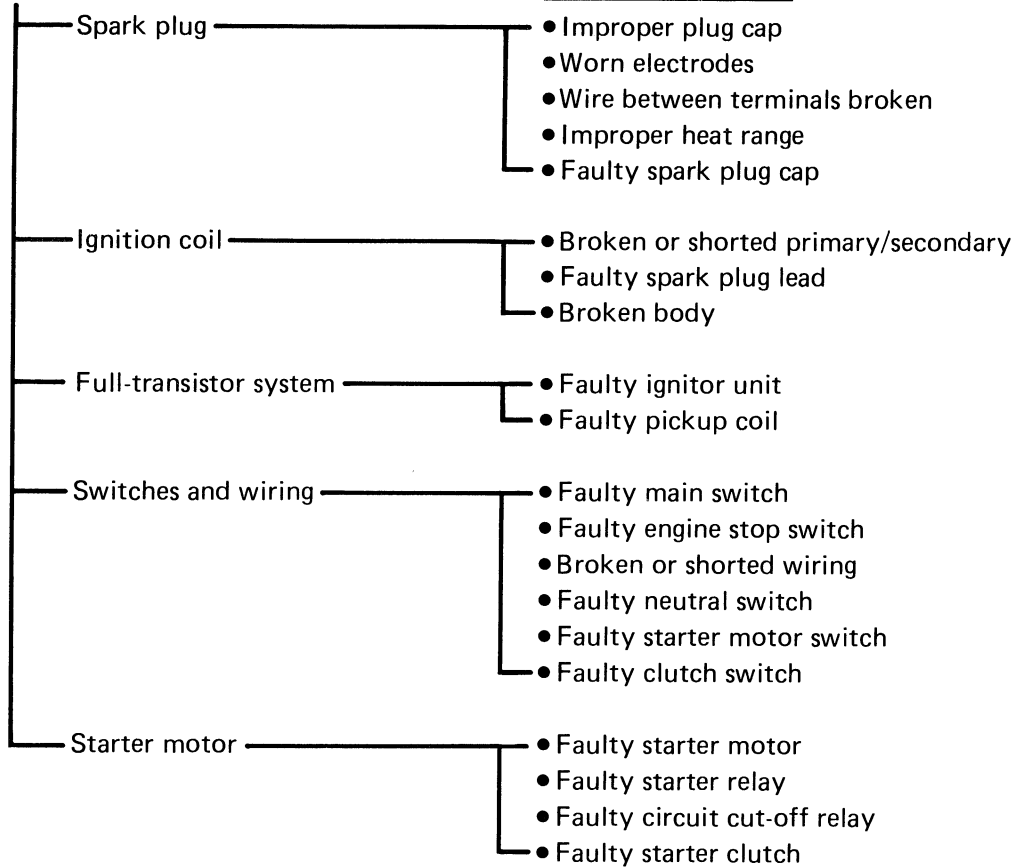 Spark plug
• Improper plug cap
• Worn electrodes
• Wire between terminals broken
• Improper heat range
• Faulty spark plug cap
Ignition coil
• Broken or shorted primary/secondary
• Faulty spark plug lead
• Broken body
Full-transistor system
• Faulty ignitor unit
• Faulty pickup coil
Switches and wiring
• Faulty main switch
• Faulty engine stop switch
• Broken or shorted wiring
• Faulty neutral switch
• Faulty starter motor switch
• Faulty clutch switch
Starter motor
• Faulty starter motor
• Faulty starter relay
• Faulty circuit cut-off relay
• Faulty starter clutch